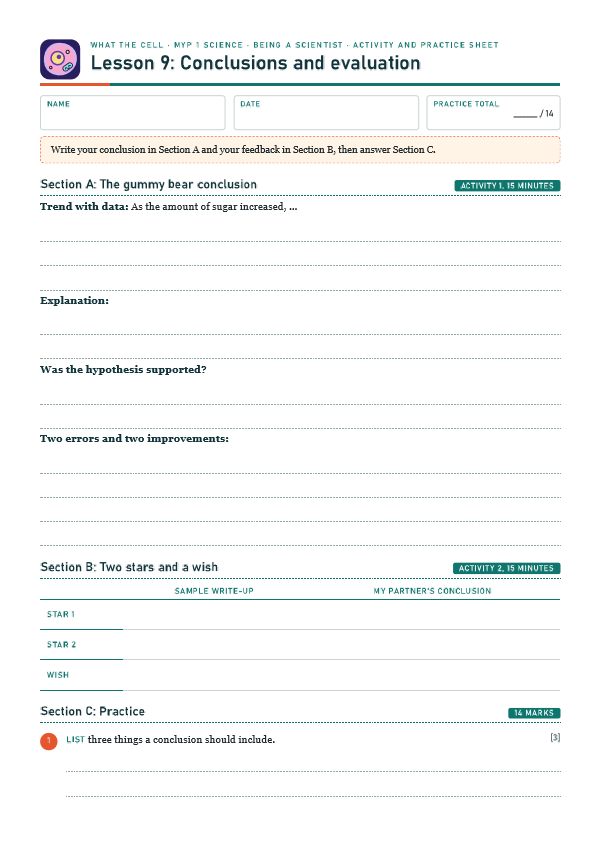 WHAT THE CELL · MYP 1 SCIENCE · BEING A SCIENTIST · ACTIVITY AND PRACTICE SHEET
Lesson 9: Conclusions and evaluation
NAME
DATE
PRACTICE TOTAL
_____ / 14
Write your conclusion in Section A and your feedback in Section B, then answer Section C.
Section A: The gummy bear conclusion
ACTIVITY 1, 15 MINUTES
Trend with data: As the amount of sugar increased, ...
Explanation:
Was the hypothesis supported?
Two errors and two improvements:
Section B: Two stars and a wish
ACTIVITY 2, 15 MINUTES
SAMPLE WRITE-UP
MY PARTNER'S CONCLUSION
STAR 1
STAR 2
WISH
Section C: Practice
14 MARKS
1 LIST three things a conclusion should include. [3]